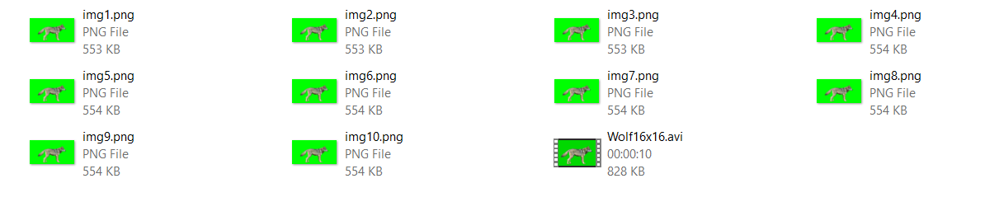 img1.png
PNG File
553 KB
img2.png
PNG File
553 KB
img3.png
PNG File
553 KB
img4.png
PNG File
554 KB
img5.png
PNG File
554 KB
img6.png
PNG File
554 KB
img7.png
PNG File
554 KB
img8.png
PNG File
554 KB
img9.png
PNG File
554 KB
img10.png
PNG File
554 KB
Wolf16x16.avi
00:00:10
828 KB